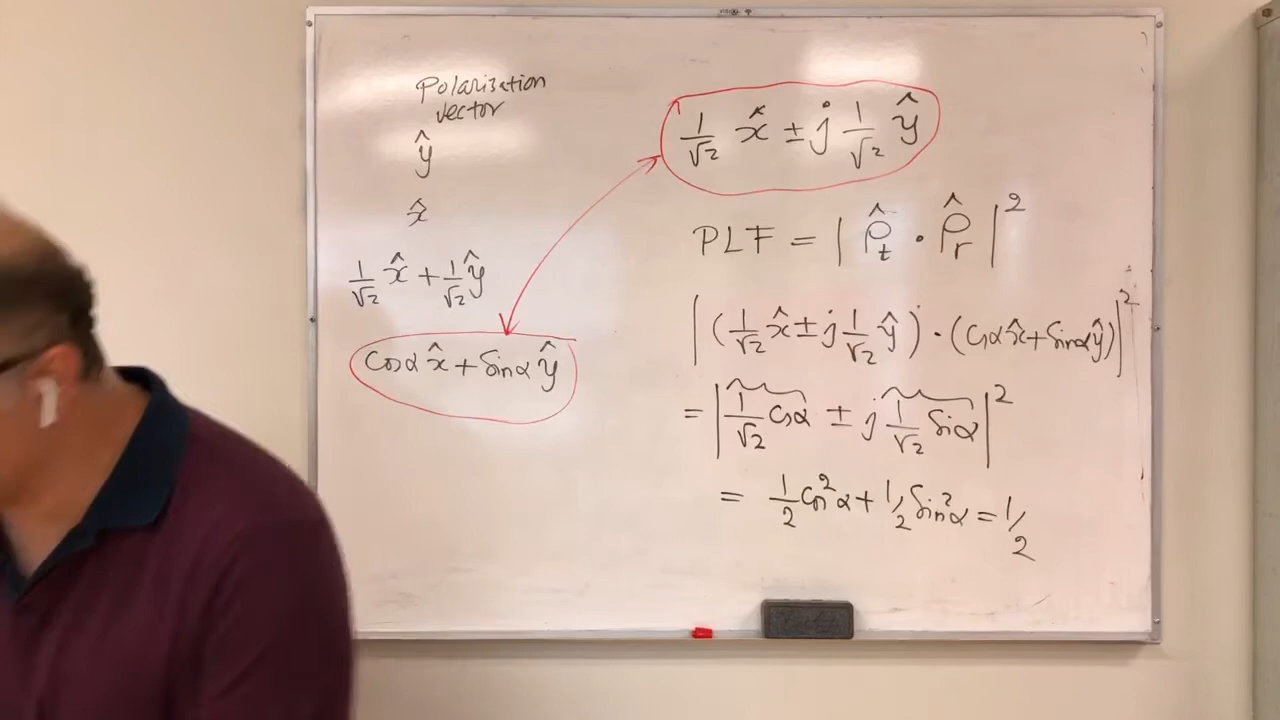 Polarization
vector
ŷ
x̂
1/√2 x̂ + 1/√2 ŷ
Cosα x̂ + Sinα ŷ
1/√2 x̂ ± j 1/√2 ŷ
PLF = | ρ̂t · ρ̂r |²
| (1/√2 x̂ ± j 1/√2 ŷ) · (Cosα x̂ + Sinα ŷ) |²
= | 1/√2 Cosα ± j 1/√2 Sinα |²
= 1/2 Cos²α + 1/2 Sin²α = 1/2